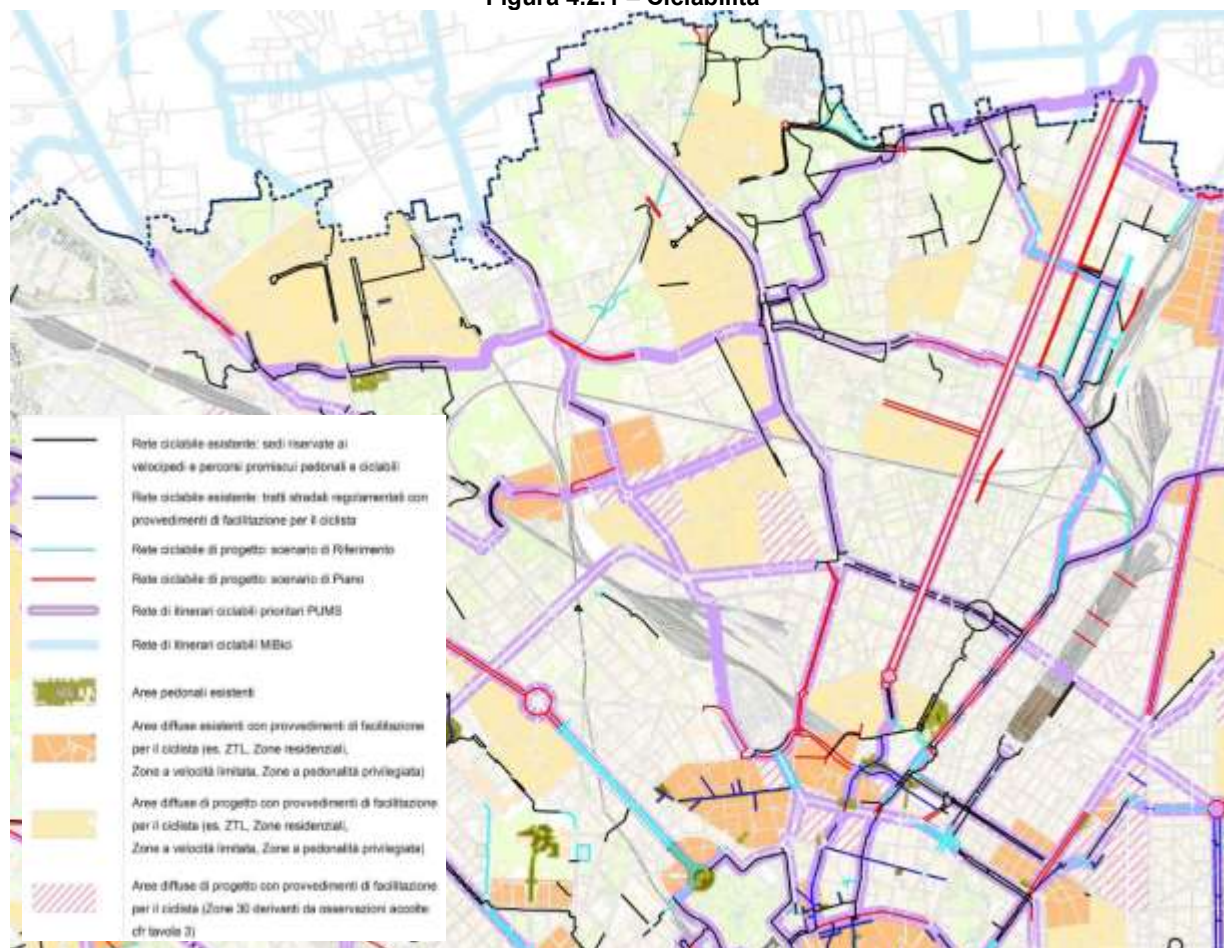 Figura 4.2.1 – Ciclabilità
Rete ciclabile esistente: sedi riservate ai
velocipedi e percorsi promiscui pedonali e ciclabili
Rete ciclabile esistente: tratti stradali regolamentati con
provvedimenti di facilitazione per il ciclista
Rete ciclabile di progetto: scenario di Riferimento
Rete ciclabile di progetto: scenario di Piano
Rete di itinerari ciclabili prioritari PUMS
Rete di itinerari ciclabili MiBici
Aree pedonali esistenti
Aree diffuse esistenti con provvedimenti di facilitazione
per il ciclista (es. ZTL, Zone residenziali,
Zone a velocità limitata, Zone a pedonalità privilegiata)
Aree diffuse di progetto con provvedimenti di facilitazione
per il ciclista (es. ZTL, Zone residenziali,
Zone a velocità limitata, Zone a pedonalità privilegiata)
Aree diffuse di progetto con provvedimenti di facilitazione
per il ciclista (Zone 30 derivanti da osservazioni accolte
cfr tavola 3)